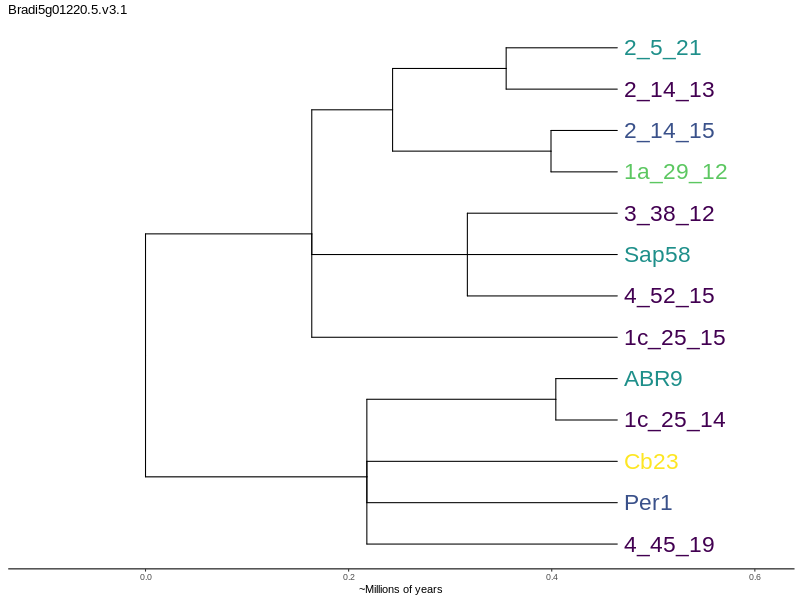 Bradi5g01220.5.v3.1
2_5_21
2_14_13
2_14_15
1a_29_12
3_38_12
Sap58
4_52_15
1c_25_15
ABR9
1c_25_14
Cb23
Per1
4_45_19
0.0 0.2 0.4 0.6
~Millions of years